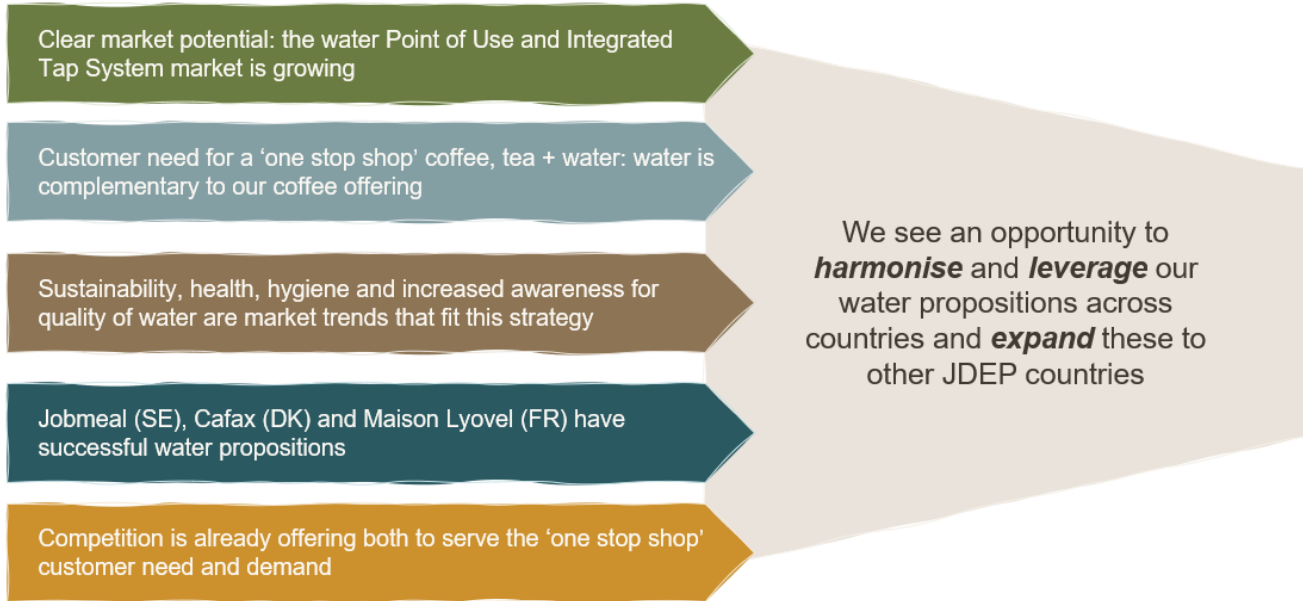 Clear market potential: the water Point of Use and Integrated
Tap System market is growing
Customer need for a ‘one stop shop’ coffee, tea + water: water is
complementary to our coffee offering
Sustainability, health, hygiene and increased awareness for
quality of water are market trends that fit this strategy
Jobmeal (SE), Cafax (DK) and Maison Lyovel (FR) have
successful water propositions
Competition is already offering both to serve the ‘one stop shop’
customer need and demand
We see an opportunity to
harmonise and leverage our
water propositions across
countries and expand these to
other JDEP countries